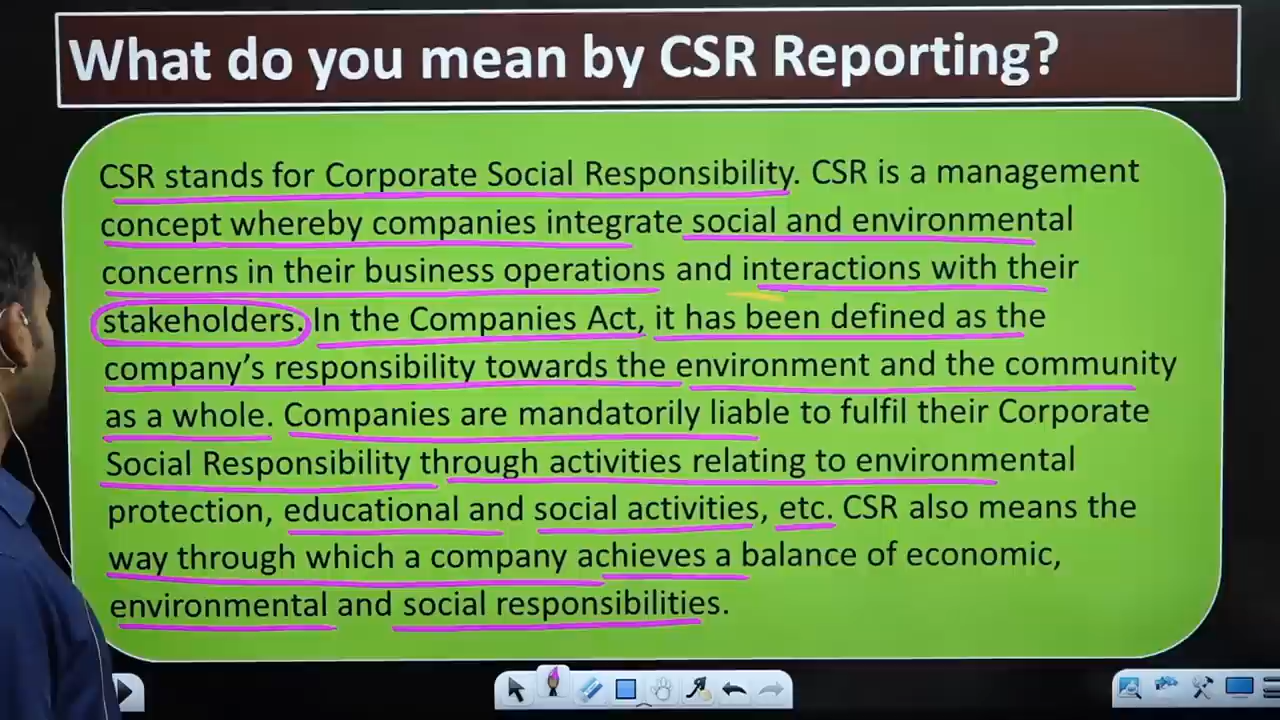 What do you mean by CSR Reporting?
CSR stands for Corporate Social Responsibility. CSR is a management
concept whereby companies integrate social and environmental
concerns in their business operations and interactions with their
stakeholders. In the Companies Act, it has been defined as the
company’s responsibility towards the environment and the community
as a whole. Companies are mandatorily liable to fulfil their Corporate
Social Responsibility through activities relating to environmental
protection, educational and social activities, etc. CSR also means the
way through which a company achieves a balance of economic,
environmental and social responsibilities.